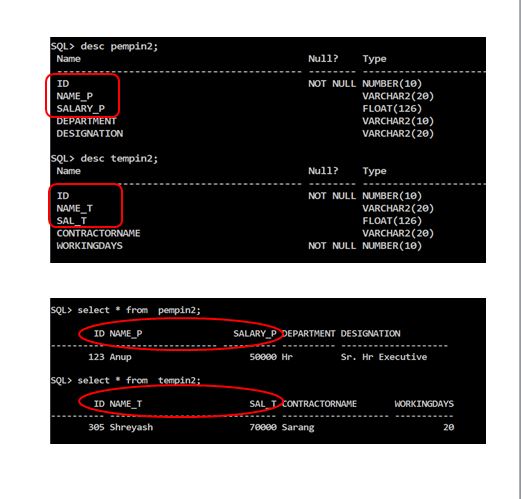 SQL> desc pempin2;
Name Null? Type
ID NOT NULL NUMBER(10)
NAME_P VARCHAR2(20)
SALARY_P FLOAT(126)
DEPARTMENT VARCHAR2(10)
DESIGNATION VARCHAR2(20)
SQL> desc tempin2;
Name Null? Type
ID NOT NULL NUMBER(10)
NAME_T VARCHAR2(20)
SAL_T FLOAT(126)
CONTRACTORNAME VARCHAR2(20)
WORKINGDAYS NOT NULL NUMBER(10)
SQL> select * from pempin2;
ID NAME_P SALARY_P DEPARTMENT DESIGNATION
123 Anup 50000 Hr Sr. Hr Executive
SQL> select * from tempin2;
ID NAME_T SAL_T CONTRACTORNAME WORKINGDAYS
305 Shreyash 70000 Sarang 20